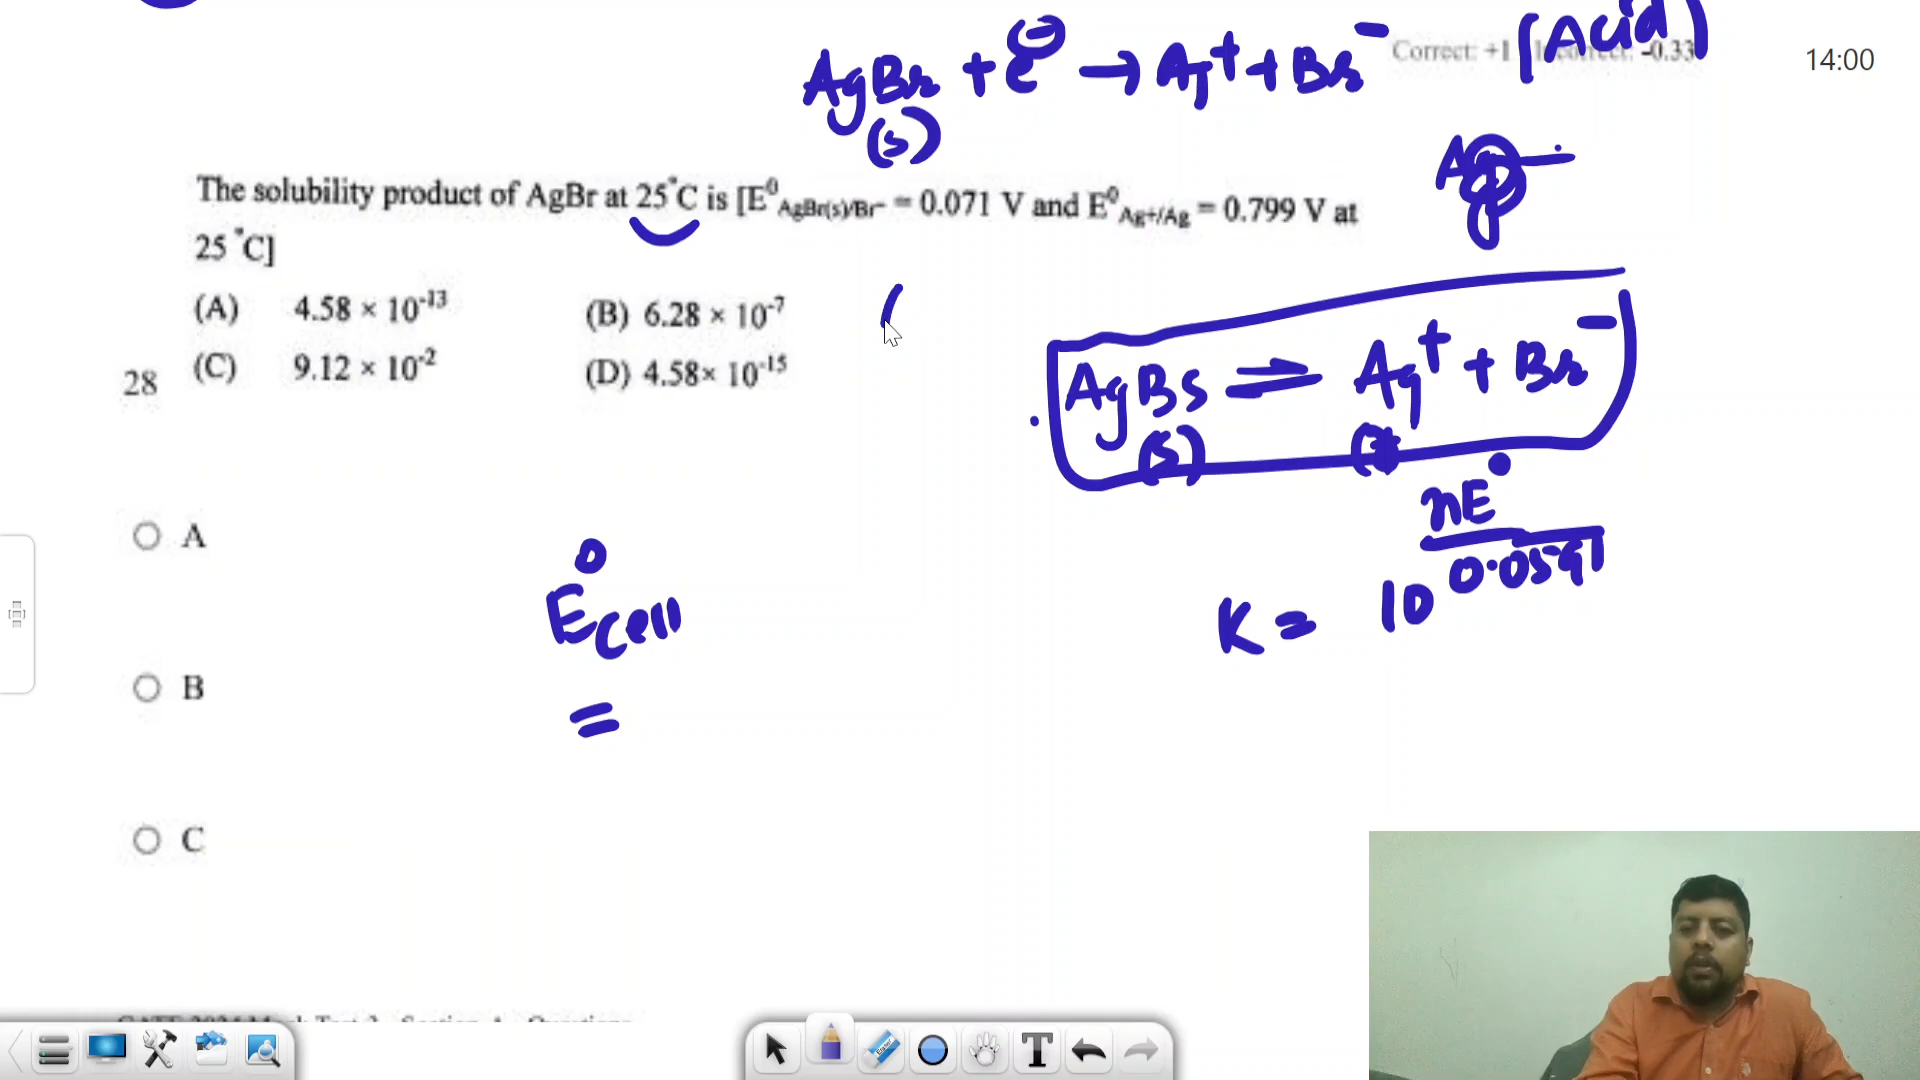 AgBr + e⊖ → Ag+ + Br−
(s)
[Acid]
Correct: +1 -0.33
14:00
The solubility product of AgBr at 25°C is [E⁰AgBr(s)/Br⁻ = 0.071 V and E⁰Ag+/Ag = 0.799 V at
25 °C]
(A) 4.58 × 10⁻¹³
(B) 6.28 × 10⁻⁷
(C) 9.12 × 10⁻²
(D) 4.58× 10⁻¹⁵
28
AgBr ⇌ Ag+ + Br−
(s)
nE°
0.0591
K = 10
E°cell
=
A
B
C
T